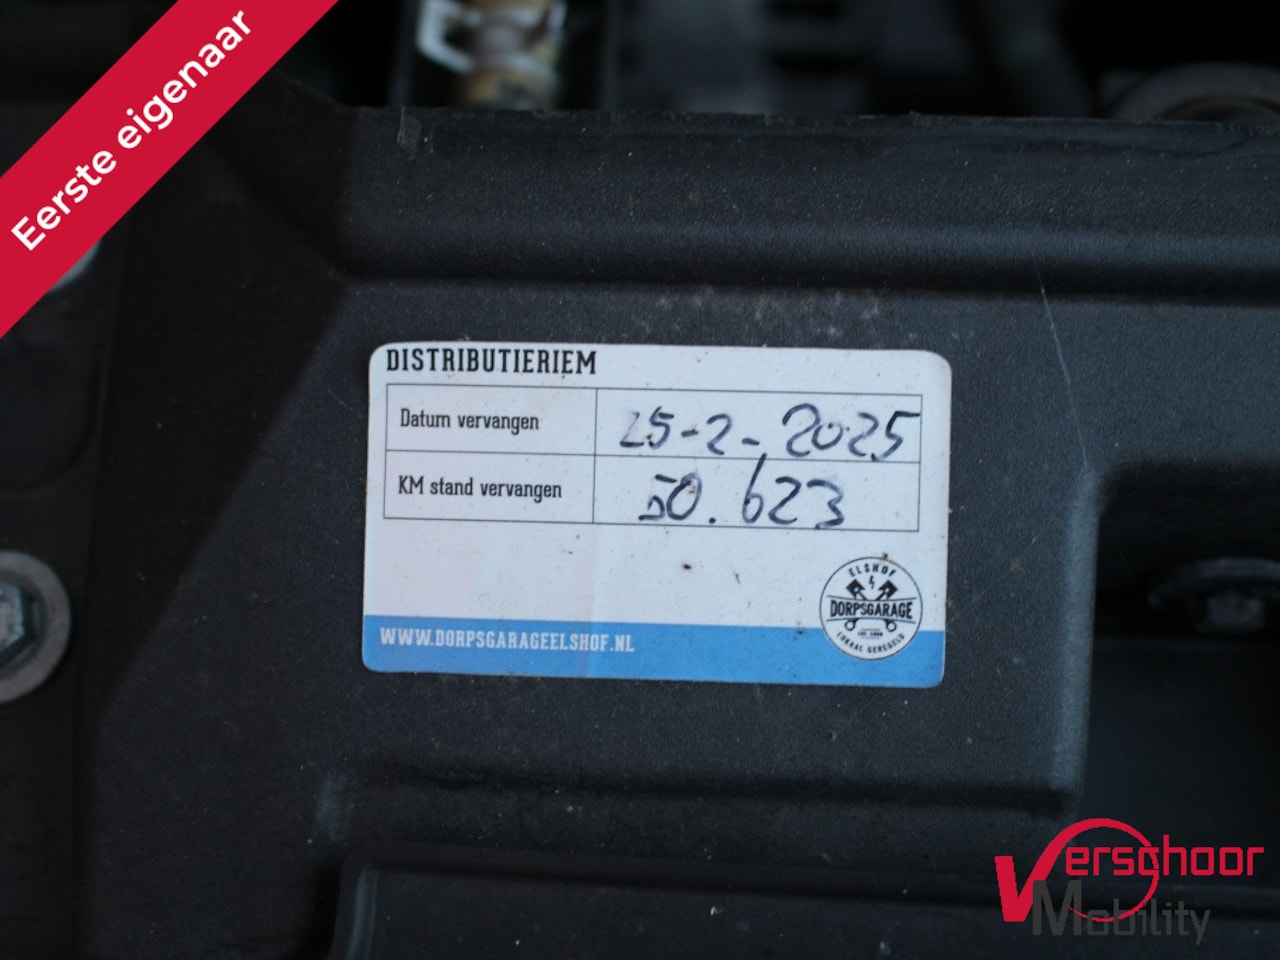 Eerste eigenaar
DISTRIBUTIERIEM
Datum vervangen 25-2-2025
KM stand vervangen 50.623
ELSHOF
DORPSGARAGE
LOKAAL GEREGELD
WWW.DORPSGARAGEELSHOF.NL
Verschoor
Mobility